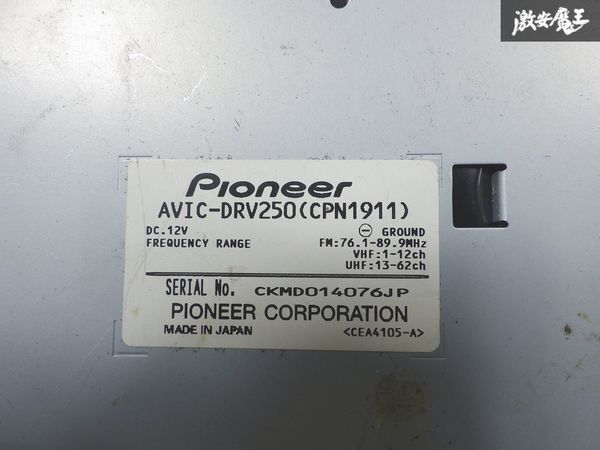 激安魔王
Pioneer
AVIC-DRV250(CPN1911)
DC.12V ⊖ GROUND
FREQUENCY RANGE FM:76.1-89.9MHz
VHF:1-12ch
UHF:13-62ch
SERIAL No. CKMD014076JP
PIONEER CORPORATION
MADE IN JAPAN <CEA4105-A>